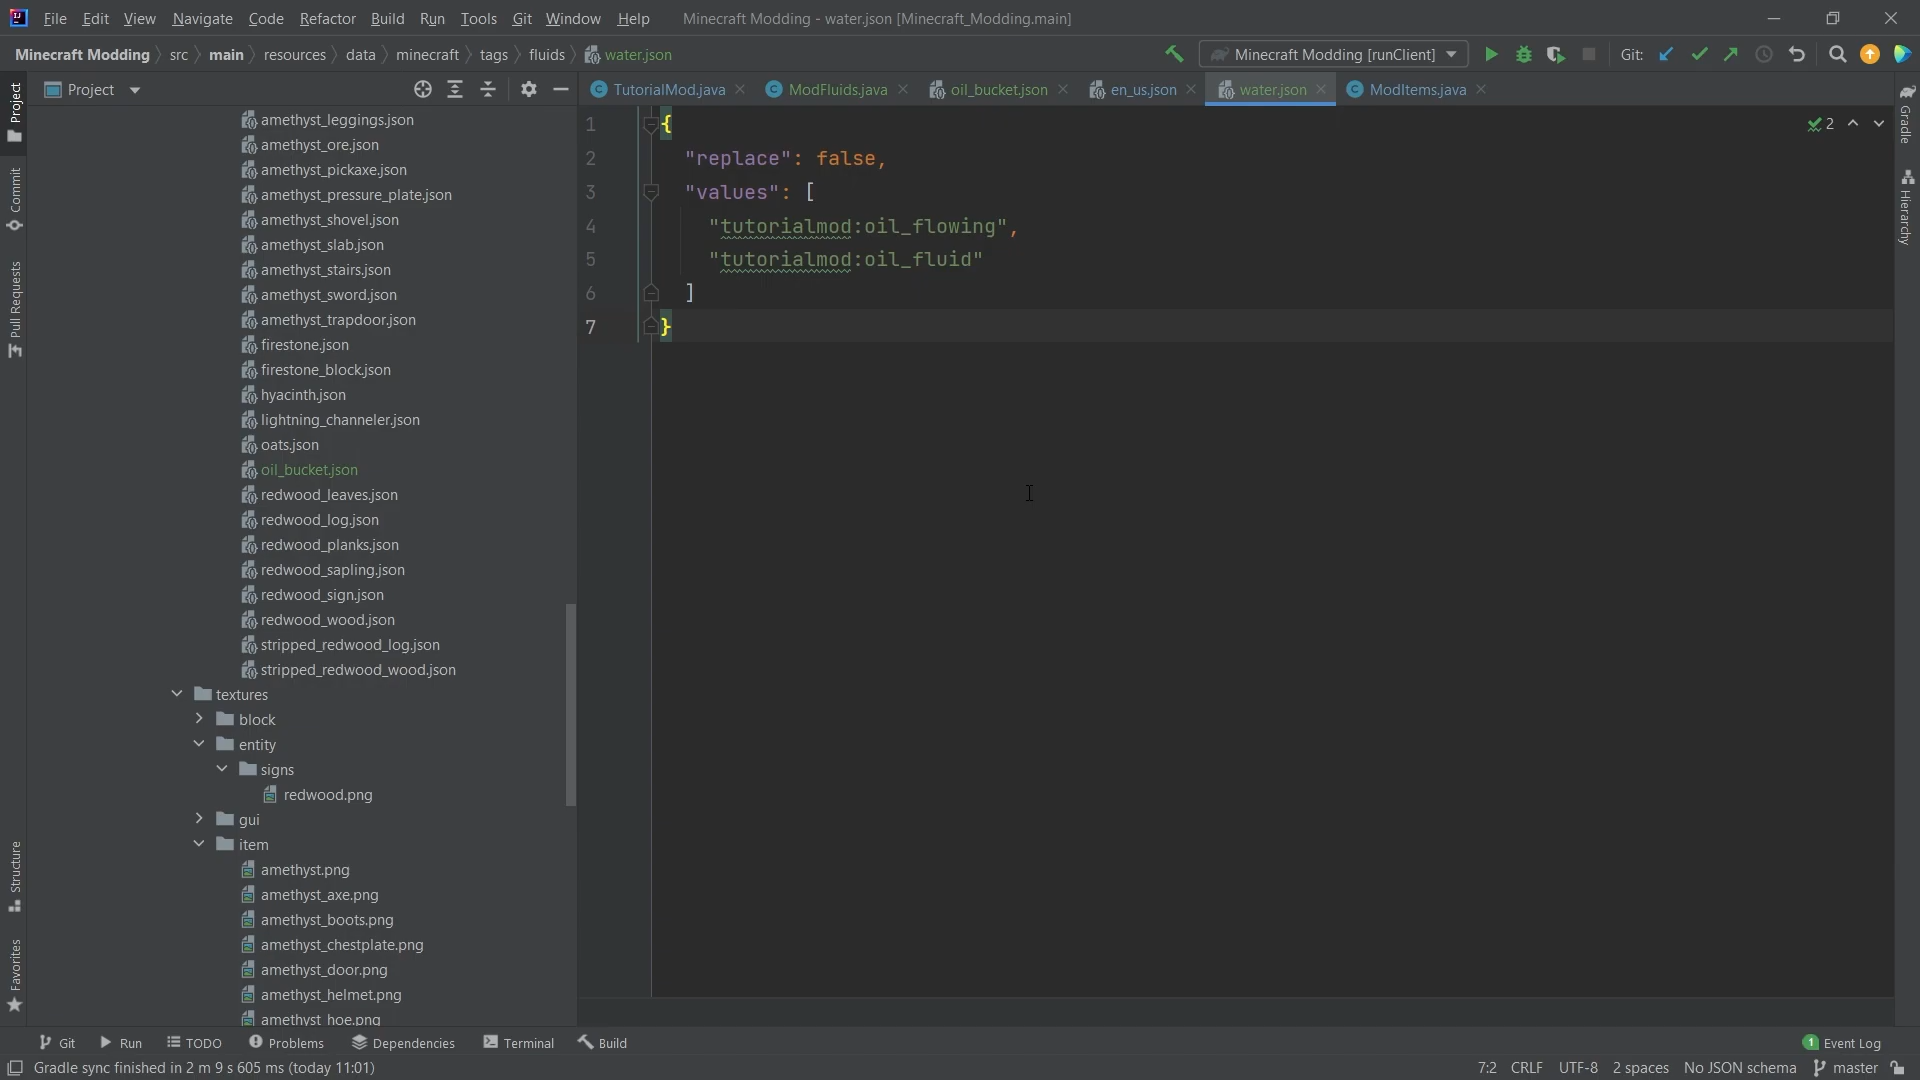 File Edit View Navigate Code Refactor Build Run Tools Git Window Help Minecraft Modding - water.json [Minecraft_Modding.main]
Minecraft Modding src main resources data minecraft tags fluids water.json Minecraft Modding [runClient] Git:
Project
TutorialMod.java ModFluids.java oil_bucket.json en_us.json water.json ModItems.java
Project
Commit
Pull Requests
Structure
Favorites
amethyst_leggings.json
amethyst_ore.json
amethyst_pickaxe.json
amethyst_pressure_plate.json
amethyst_shovel.json
amethyst_slab.json
amethyst_stairs.json
amethyst_sword.json
amethyst_trapdoor.json
firestone.json
firestone_block.json
hyacinth.json
lightning_channeler.json
oats.json
oil_bucket.json
redwood_leaves.json
redwood_log.json
redwood_planks.json
redwood_sapling.json
redwood_sign.json
redwood_wood.json
stripped_redwood_log.json
stripped_redwood_wood.json
textures
block
entity
signs
redwood.png
gui
item
amethyst.png
amethyst_axe.png
amethyst_boots.png
amethyst_chestplate.png
amethyst_door.png
amethyst_helmet.png
amethyst_hoe.png
1 {
2 "replace": false,
3 "values": [
4 "tutorialmod:oil_flowing",
5 "tutorialmod:oil_fluid"
6 ]
7 }
2
Gradle
Hierarchy
Git Run TODO Problems Dependencies Terminal Build 1 Event Log
Gradle sync finished in 2 m 9 s 605 ms (today 11:01) 7:2 CRLF UTF-8 2 spaces No JSON schema master